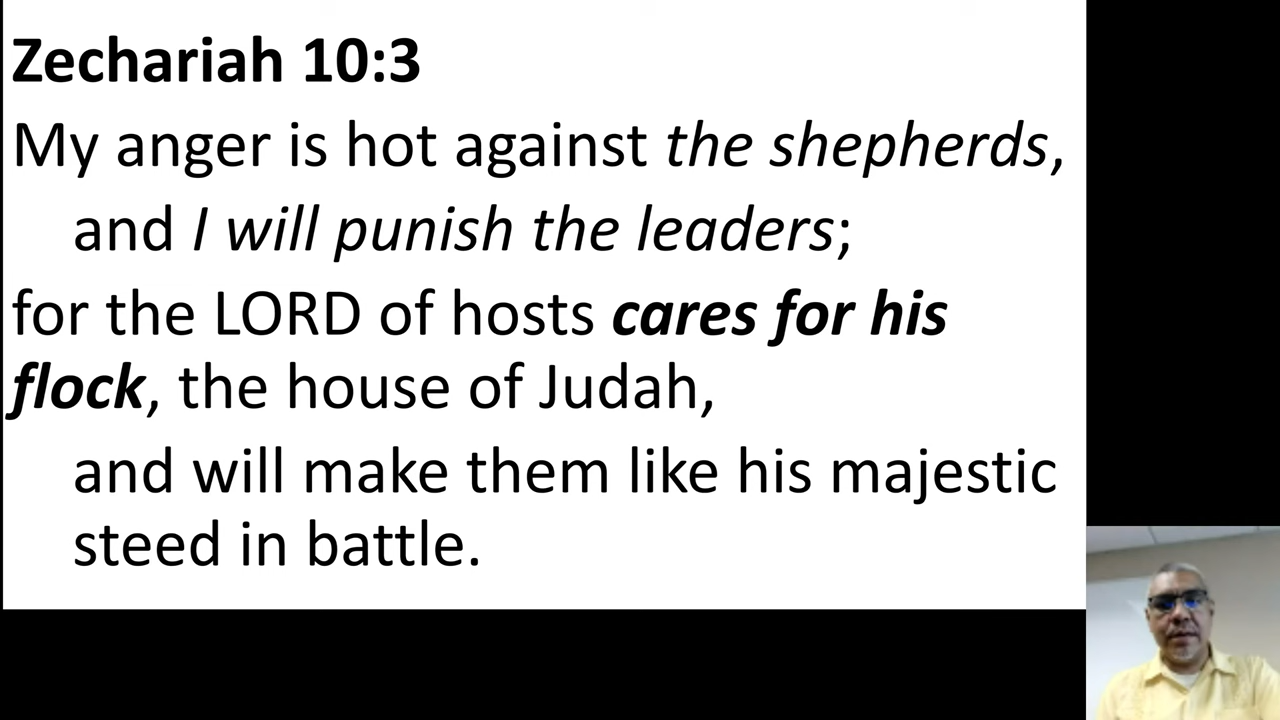 Zechariah 10:3
My anger is hot against the shepherds,
and I will punish the leaders;
for the LORD of hosts cares for his
flock, the house of Judah,
and will make them like his majestic
steed in battle.